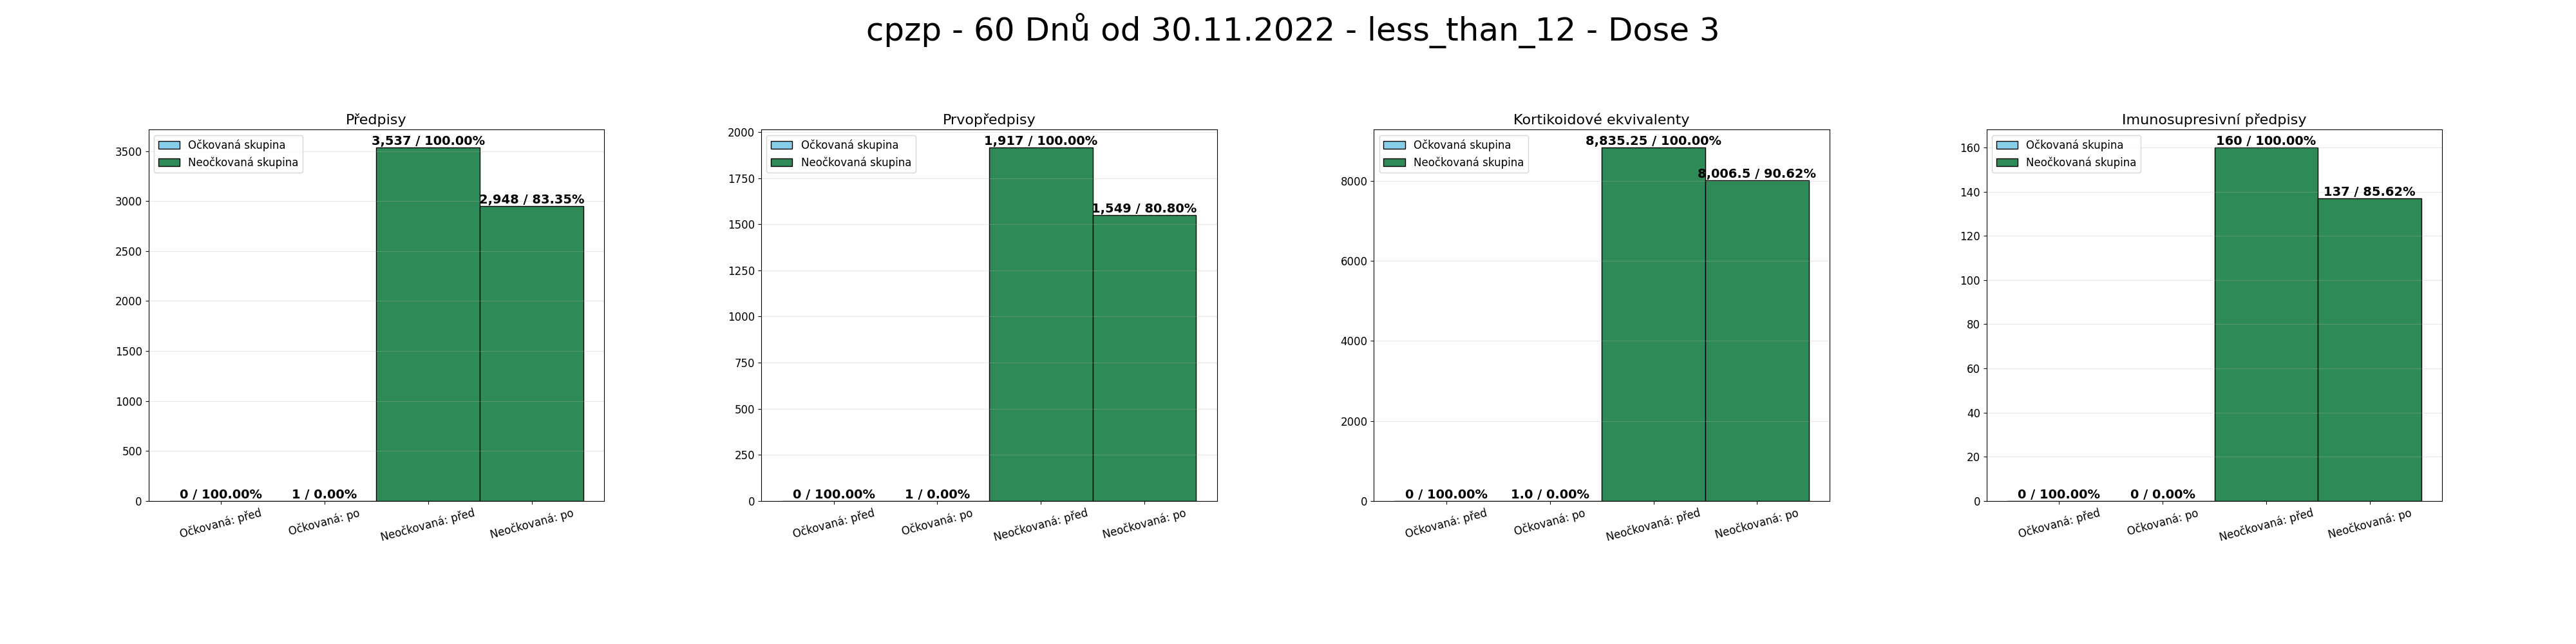 cpzp - 60 Dnů od 30.11.2022 - less_than_12 - Dose 3
Předpisy
Očkovaná skupina
Neočkovaná skupina
3,537 / 100.00%
2,948 / 83.35%
0 / 100.00%
1 / 0.00%
3500
3000
2500
2000
1500
1000
500
0
Očkovaná: před
Očkovaná: po
Neočkovaná: před
Neočkovaná: po
Prvopředpisy
Očkovaná skupina
Neočkovaná skupina
1,917 / 100.00%
1,549 / 80.80%
0 / 100.00%
1 / 0.00%
2000
1750
1500
1250
1000
750
500
250
0
Očkovaná: před
Očkovaná: po
Neočkovaná: před
Neočkovaná: po
Kortikoidové ekvivalenty
Očkovaná skupina
Neočkovaná skupina
8,835.25 / 100.00%
8,006.5 / 90.62%
0 / 100.00%
1.0 / 0.00%
8000
6000
4000
2000
0
Očkovaná: před
Očkovaná: po
Neočkovaná: před
Neočkovaná: po
Imunosupresivní předpisy
Očkovaná skupina
Neočkovaná skupina
160 / 100.00%
137 / 85.62%
0 / 100.00%
0 / 0.00%
160
140
120
100
80
60
40
20
0
Očkovaná: před
Očkovaná: po
Neočkovaná: před
Neočkovaná: po